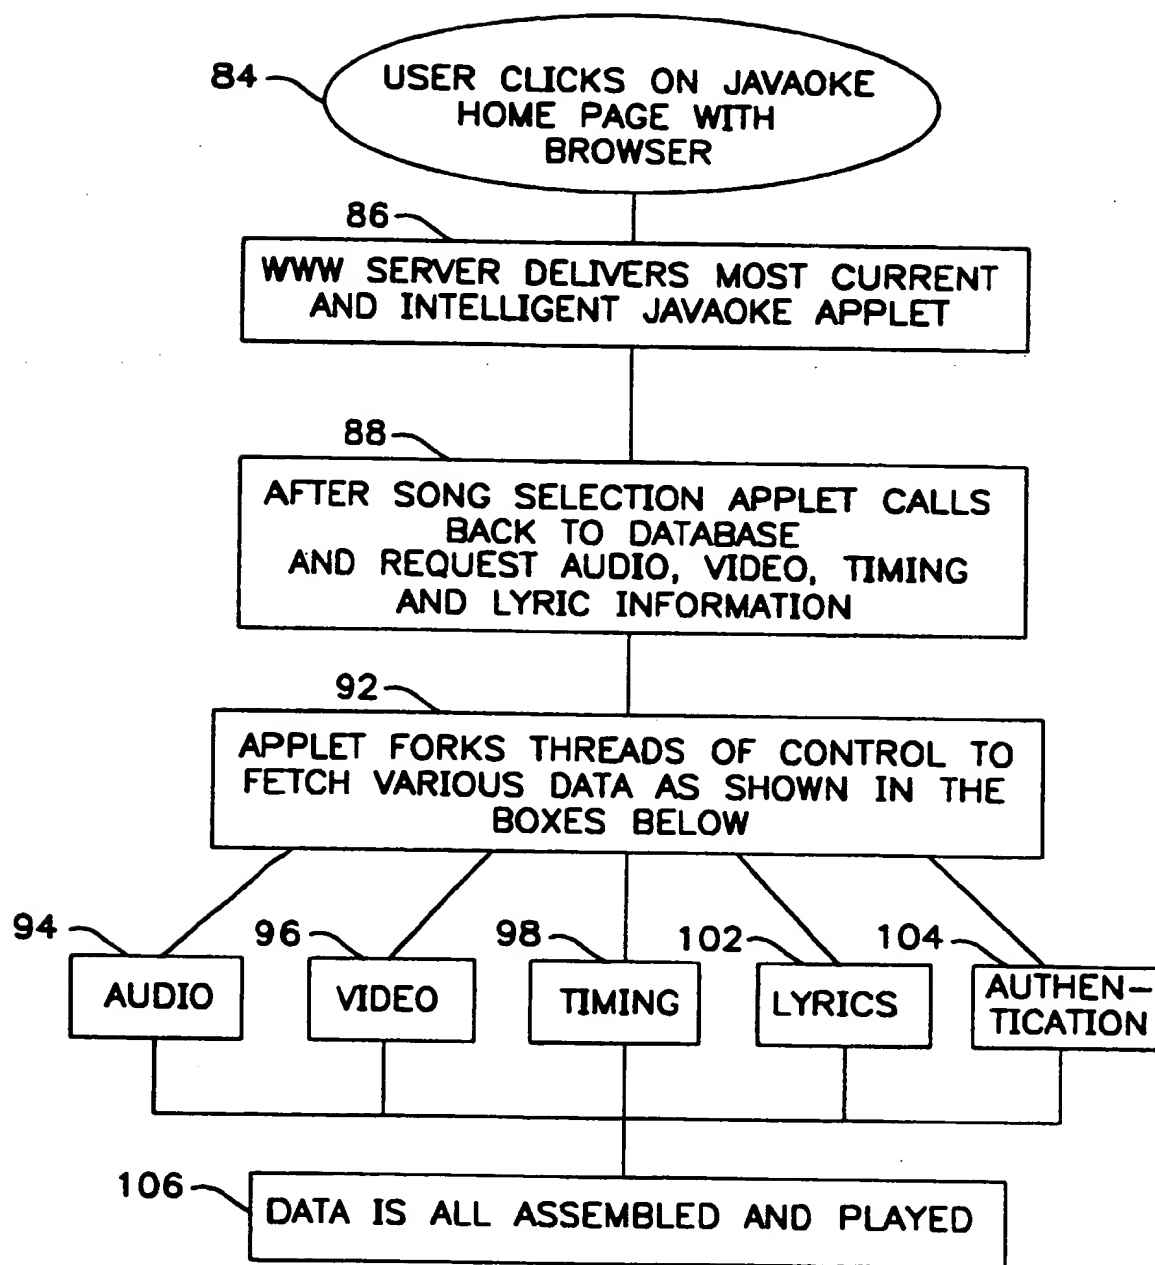 84
USER CLICKS ON JAVAOKE
HOME PAGE WITH
BROWSER
86
WWW SERVER DELIVERS MOST CURRENT
AND INTELLIGENT JAVAOKE APPLET
88
AFTER SONG SELECTION APPLET CALLS
BACK TO DATABASE
AND REQUEST AUDIO, VIDEO, TIMING
AND LYRIC INFORMATION
92
APPLET FORKS THREADS OF CONTROL TO
FETCH VARIOUS DATA AS SHOWN IN THE
BOXES BELOW
94
AUDIO
96
VIDEO
98
TIMING
102
LYRICS
104
AUTHEN-
TICATION
106
DATA IS ALL ASSEMBLED AND PLAYED